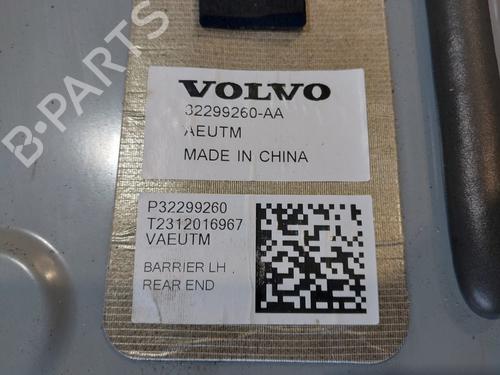 B-PARTS
VOLVO
32299260-AA
AEUTM
MADE IN CHINA
P32299260
T2312016967
VAEUTM
BARRIER LH
REAR END